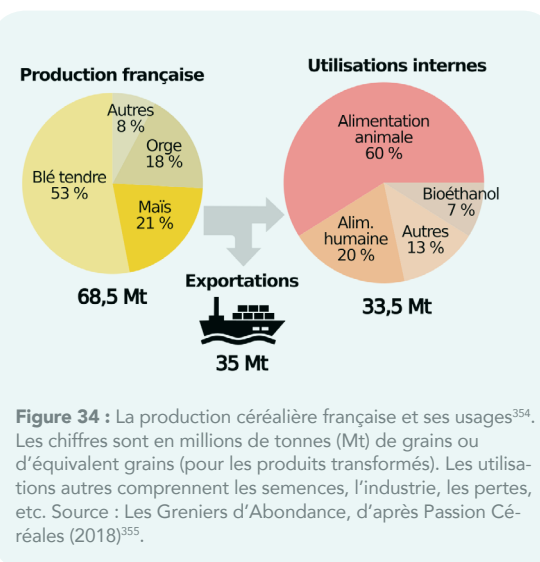 Production française
Autres
8 %
Orge
18 %
Blé tendre
53 %
Maïs
21 %
68,5 Mt
Utilisations internes
Alimentation
animale
60 %
Bioéthanol
7 %
Autres
13 %
Alim.
humaine
20 %
33,5 Mt
Exportations
35 Mt
Figure 34 : La production céréalière française et ses usages354.
Les chiffres sont en millions de tonnes (Mt) de grains ou
d’équivalent grains (pour les produits transformés). Les utilisa-
tions autres comprennent les semences, l’industrie, les pertes,
etc. Source : Les Greniers d’Abondance, d’après Passion Cé-
réales (2018)355.